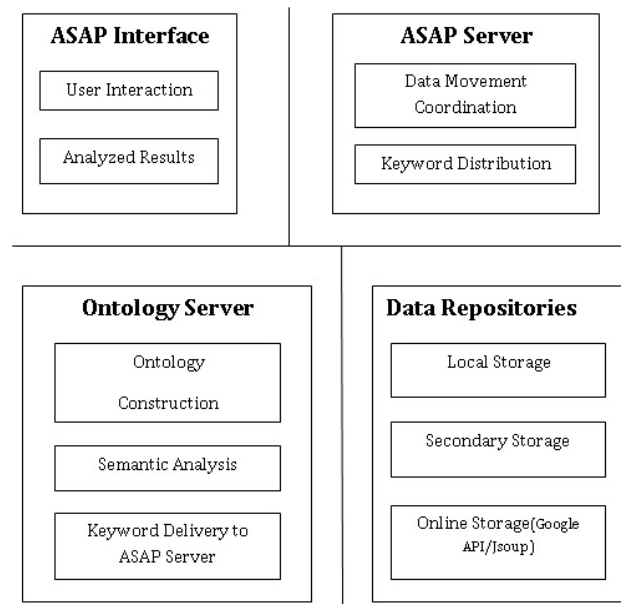 ASAP Interface
User Interaction
Analyzed Results
ASAP Server
Data Movement
Coordination
Keyword Distribution
Ontology Server
Ontology
Construction
Semantic Analysis
Keyword Delivery to
ASAP Server
Data Repositories
Local Storage
Secondary Storage
Online Storage(Google
API/Jsoup)